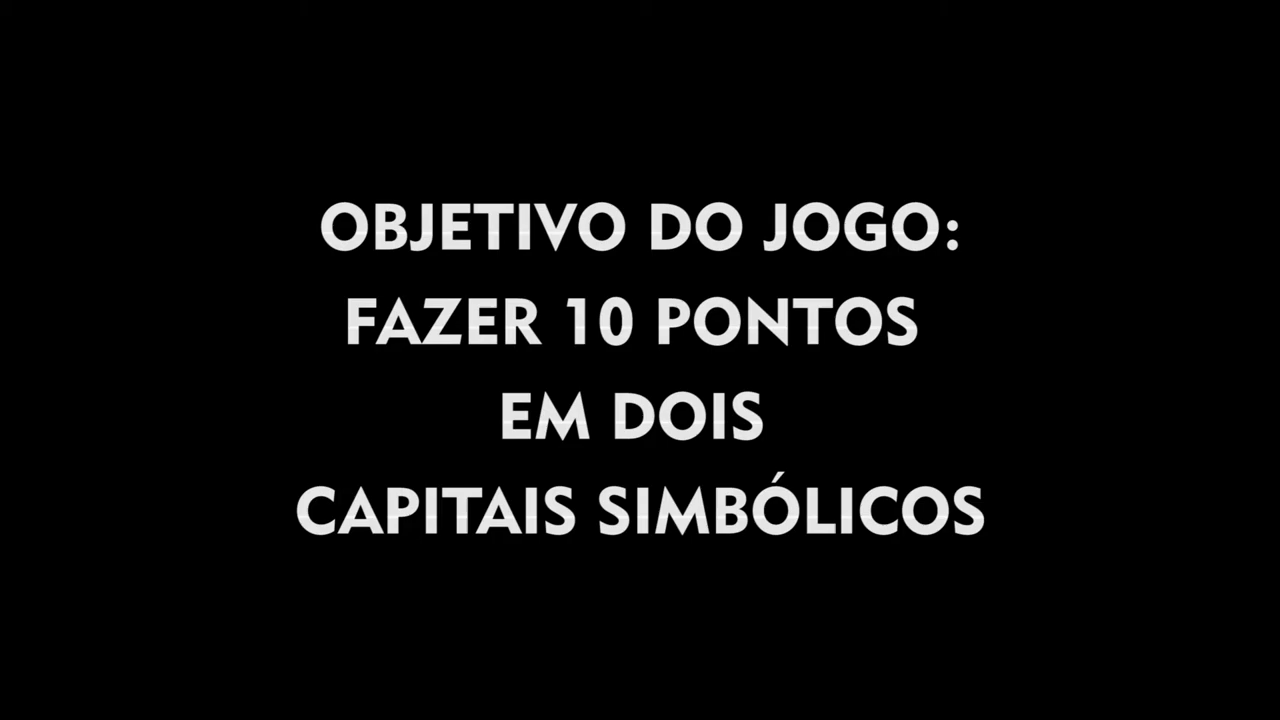 OBJETIVO DO JOGO:
FAZER 10 PONTOS
EM DOIS
CAPITAIS SIMBÓLICOS